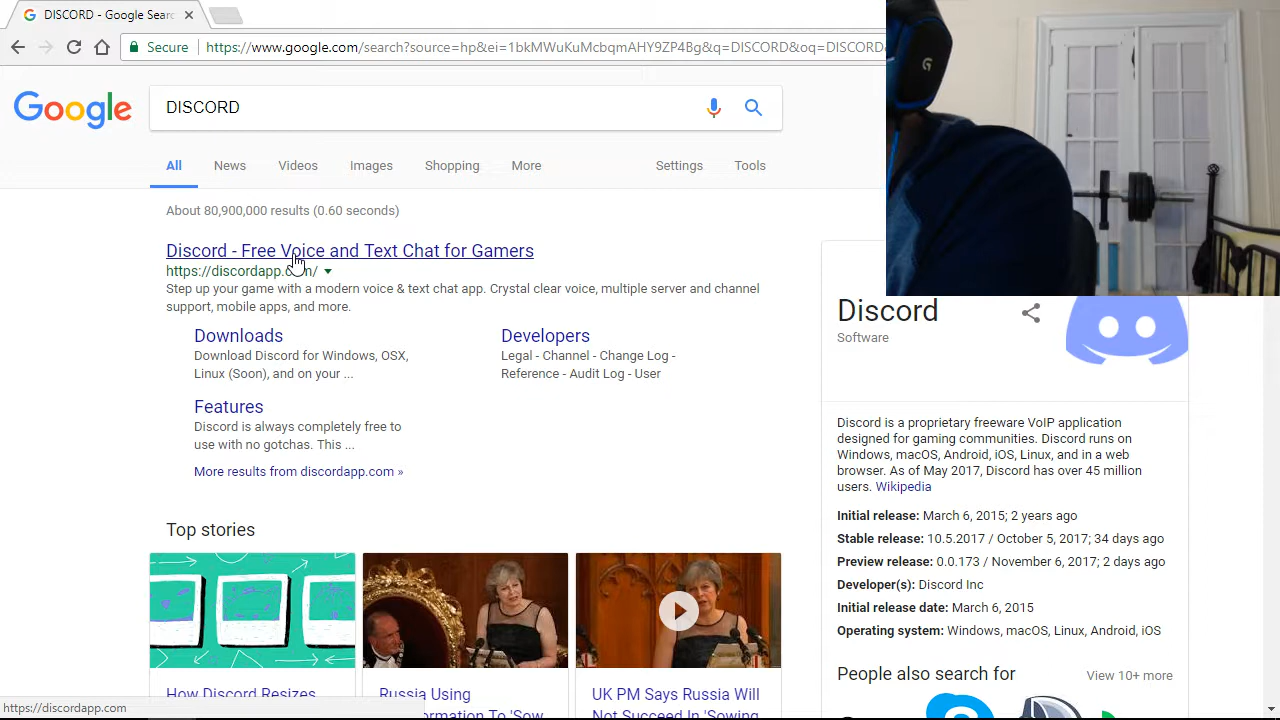 DISCORD - Google Sear
Secure
https://www.google.com/search?source=hp&ei=1bkMWuKuMcbqmAHY9ZP4Bg&q=DISCORD&oq=DISCORD
Google
DISCORD
All News Videos Images Shopping More Settings Tools
About 80,900,000 results (0.60 seconds)
Discord - Free Voice and Text Chat for Gamers
https://discordapp.com/
Step up your game with a modern voice & text chat app. Crystal clear voice, multiple server and channel
support, mobile apps, and more.
Downloads
Download Discord for Windows, OSX,
Linux (Soon), and on your ...
Developers
Legal - Channel - Change Log -
Reference - Audit Log - User
Features
Discord is always completely free to
use with no gotchas. This ...
More results from discordapp.com »
Top stories
How Discord Resizes
Russia Using
UK PM Says Russia Will
Not Succeed In 'Sowing
Discord
Software
Discord is a proprietary freeware VoIP application
designed for gaming communities. Discord runs on
Windows, macOS, Android, iOS, Linux, and in a web
browser. As of May 2017, Discord has over 45 million
users. Wikipedia
Initial release: March 6, 2015; 2 years ago
Stable release: 10.5.2017 / October 5, 2017; 34 days ago
Preview release: 0.0.173 / November 6, 2017; 2 days ago
Developer(s): Discord Inc
Initial release date: March 6, 2015
Operating system: Windows, macOS, Linux, Android, iOS
People also search for
View 10+ more
https://discordapp.com